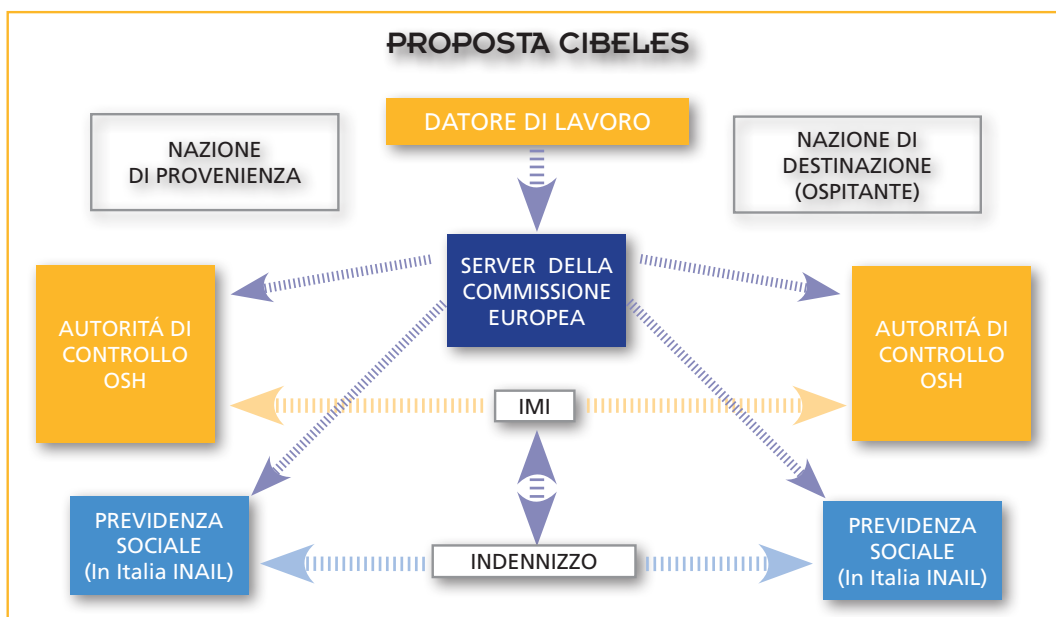 PROPOSTA CIBELES
DATORE DI LAVORO
NAZIONE
DI PROVENIENZA
NAZIONE DI
DESTINAZIONE
(OSPITANTE)
SERVER DELLA
COMMISSIONE
EUROPEA
AUTORITÁ DI
CONTROLLO
OSH
AUTORITÁ DI
CONTROLLO
OSH
IMI
PREVIDENZA
SOCIALE
(In Italia INAIL)
INDENNIZZO
PREVIDENZA
SOCIALE
(In Italia INAIL)